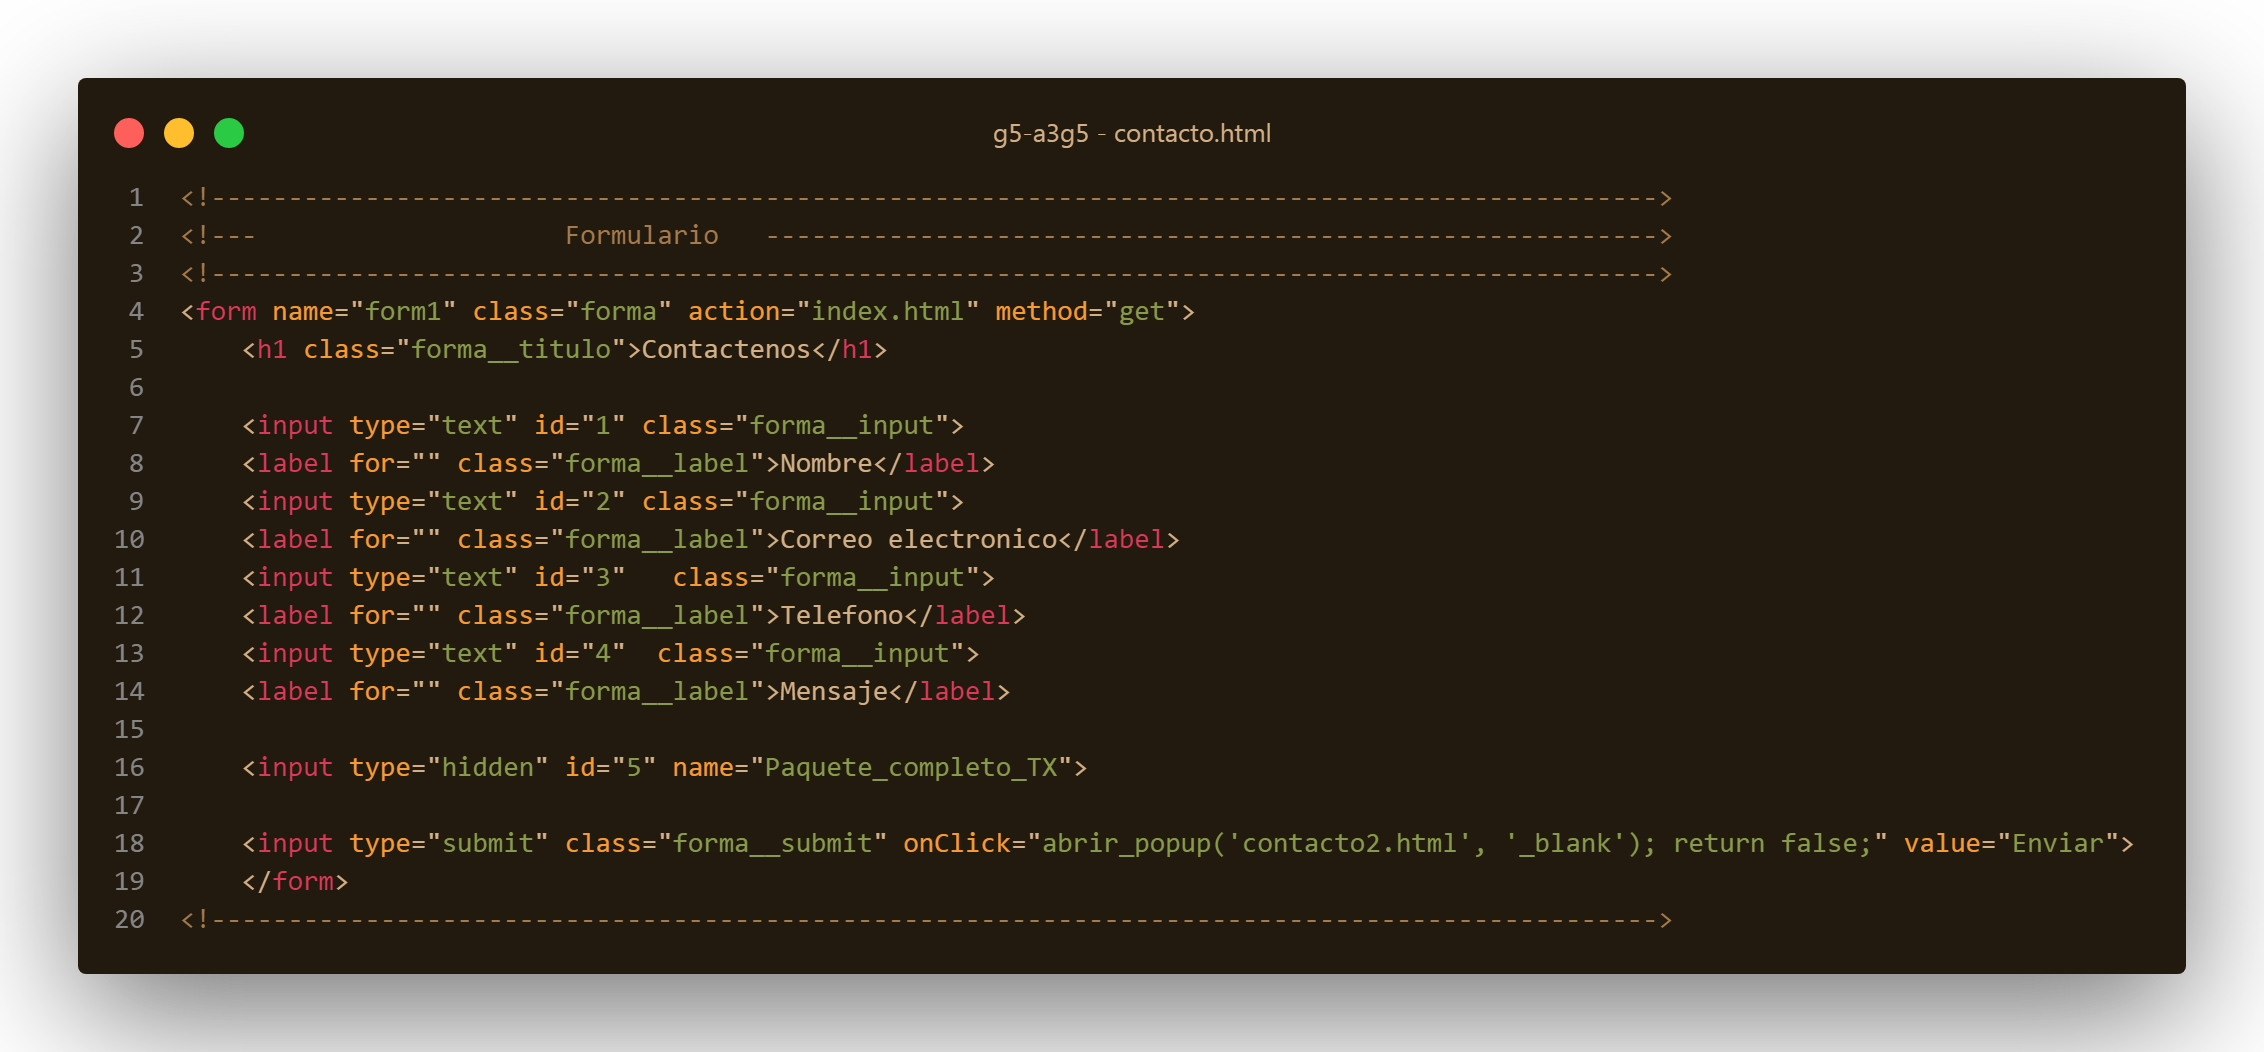 g5-a3g5 - contacto.html
1 <!---------------------------------------------------------------------------------------------->
2 <!---                    Formulario   ---------------------------------------------------------->
3 <!---------------------------------------------------------------------------------------------->
4 <form name="form1" class="forma" action="index.html" method="get">
5     <h1 class="forma__titulo">Contactenos</h1>
6
7     <input type="text" id="1" class="forma__input">
8     <label for="" class="forma__label">Nombre</label>
9     <input type="text" id="2" class="forma__input">
10     <label for="" class="forma__label">Correo electronico</label>
11     <input type="text" id="3"   class="forma__input">
12     <label for="" class="forma__label">Telefono</label>
13     <input type="text" id="4"  class="forma__input">
14     <label for="" class="forma__label">Mensaje</label>
15
16     <input type="hidden" id="5" name="Paquete_completo_TX">
17
18     <input type="submit" class="forma__submit" onClick="abrir_popup('contacto2.html', '_blank'); return false;" value="Enviar">
19     </form>
20 <!---------------------------------------------------------------------------------------------->